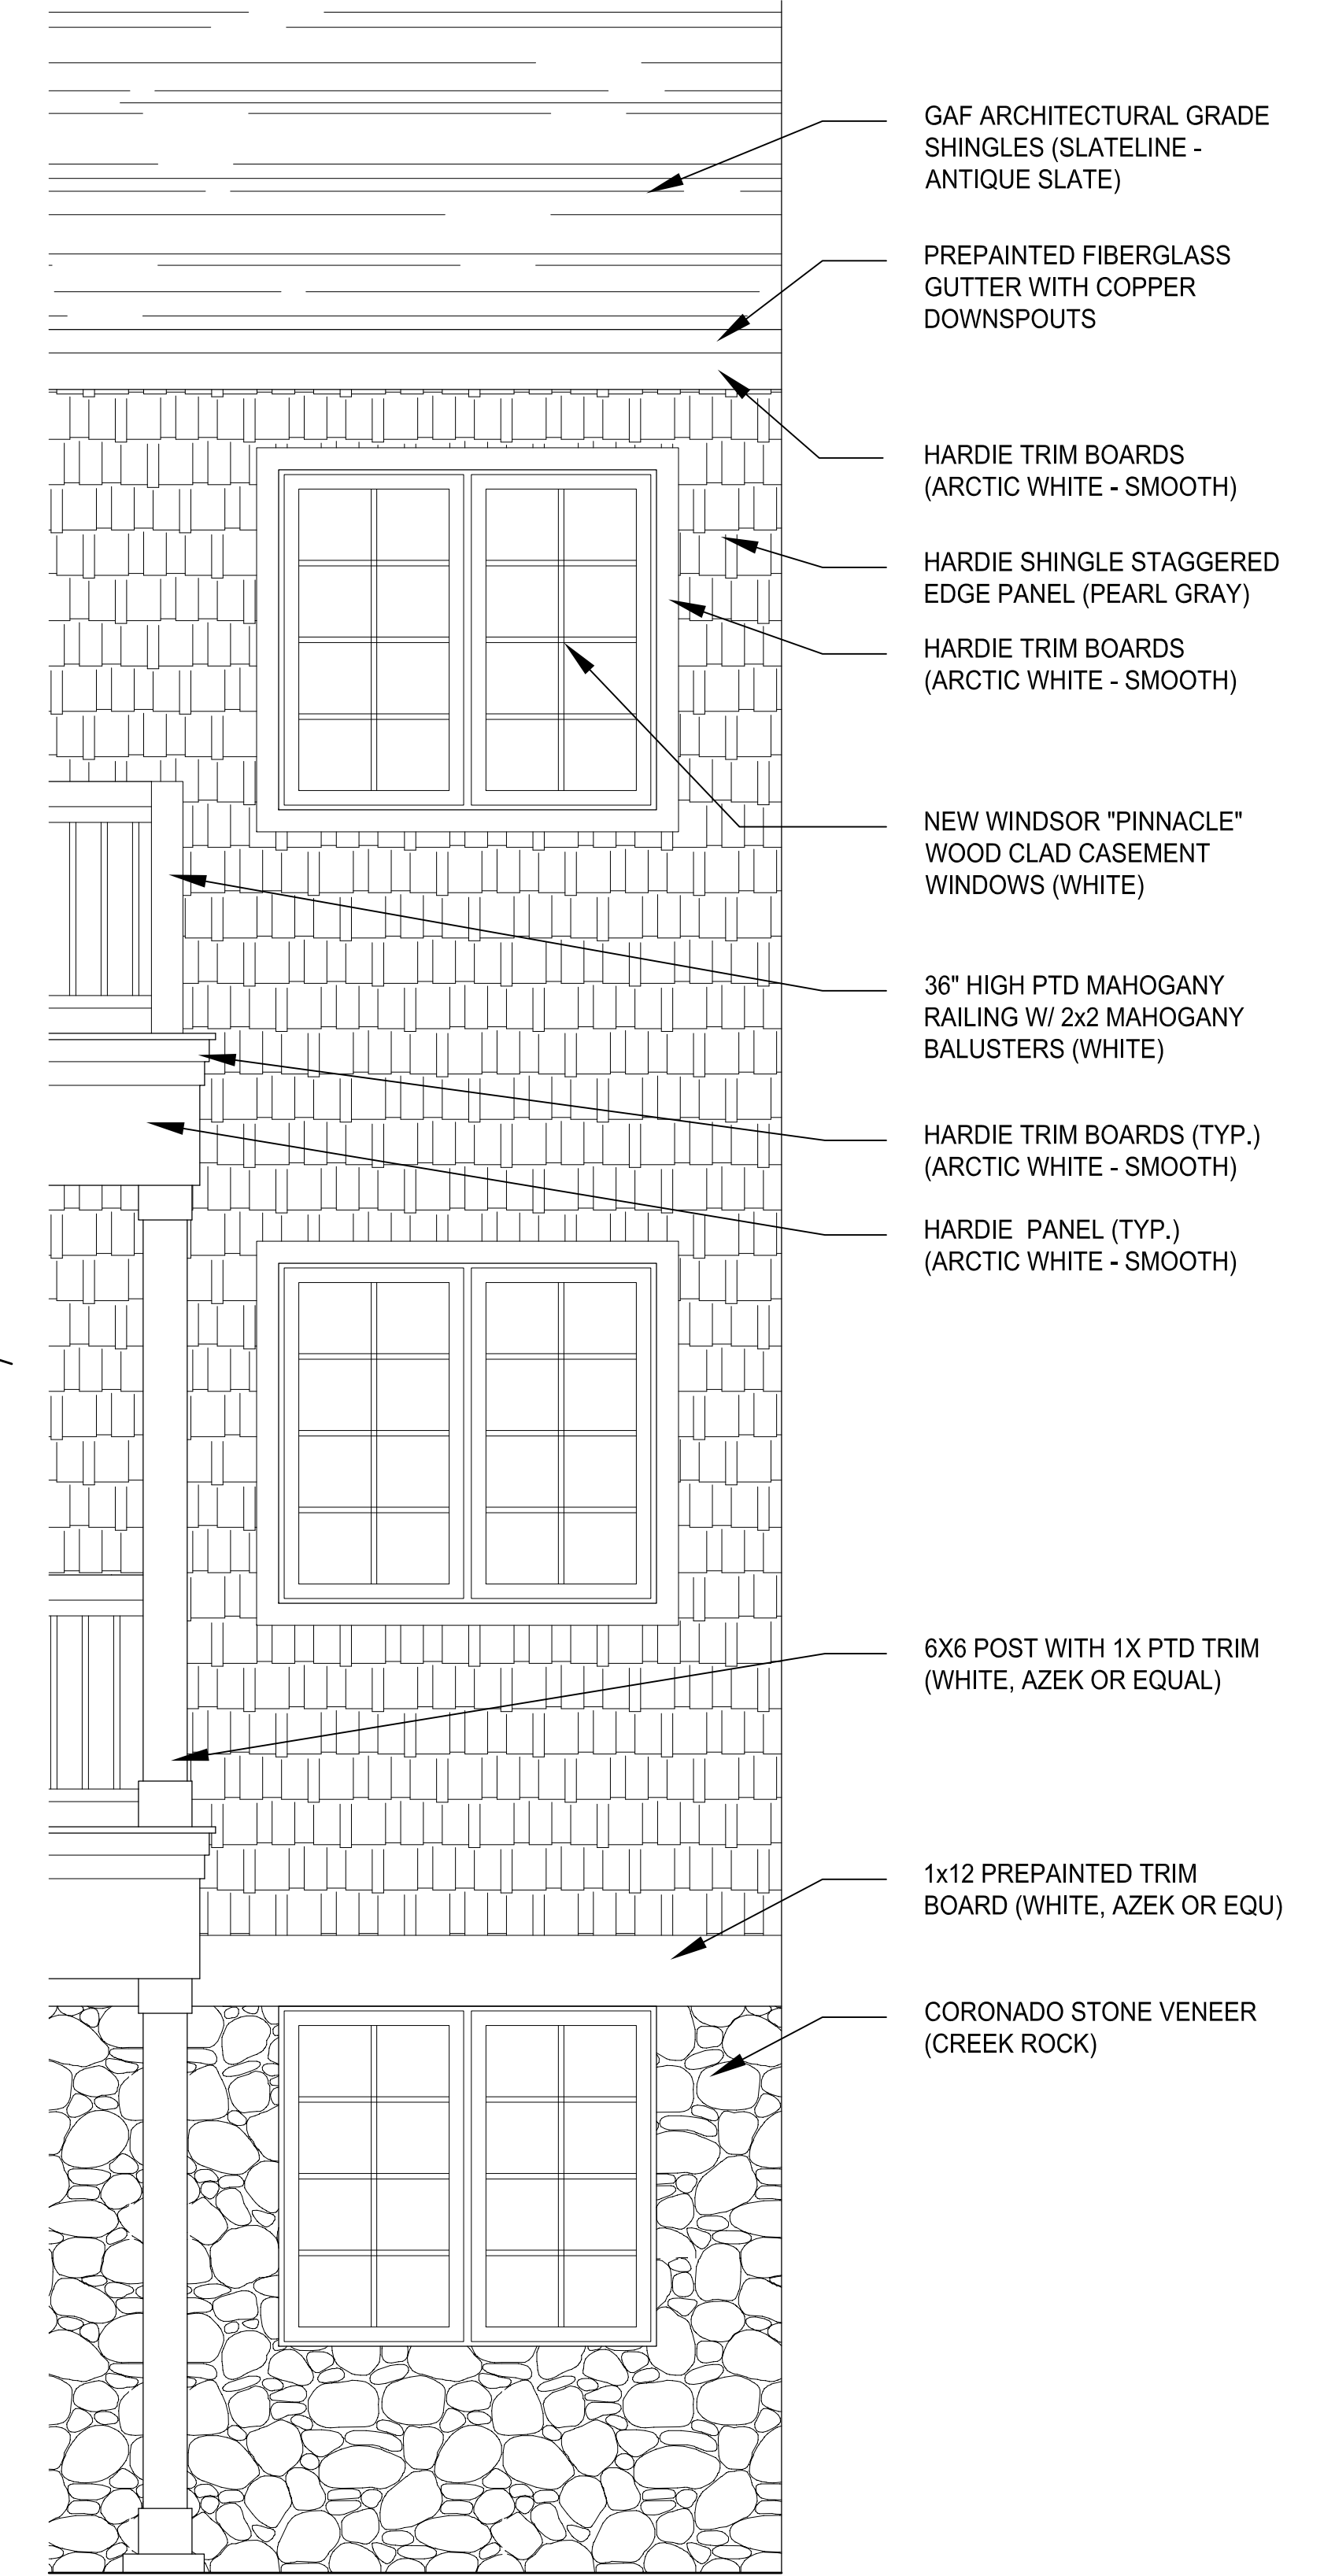 GAF ARCHITECTURAL GRADE
SHINGLES (SLATELINE -
ANTIQUE SLATE)
PREPAINTED FIBERGLASS
GUTTER WITH COPPER
DOWNSPOUTS
HARDIE TRIM BOARDS
(ARCTIC WHITE - SMOOTH)
HARDIE SHINGLE STAGGERED
EDGE PANEL (PEARL GRAY)
HARDIE TRIM BOARDS
(ARCTIC WHITE - SMOOTH)
NEW WINDSOR "PINNACLE"
WOOD CLAD CASEMENT
WINDOWS (WHITE)
36" HIGH PTD MAHOGANY
RAILING W/ 2x2 MAHOGANY
BALUSTERS (WHITE)
HARDIE TRIM BOARDS (TYP.)
(ARCTIC WHITE - SMOOTH)
HARDIE PANEL (TYP.)
(ARCTIC WHITE - SMOOTH)
6X6 POST WITH 1X PTD TRIM
(WHITE, AZEK OR EQUAL)
1x12 PREPAINTED TRIM
BOARD (WHITE, AZEK OR EQU)
CORONADO STONE VENEER
(CREEK ROCK)